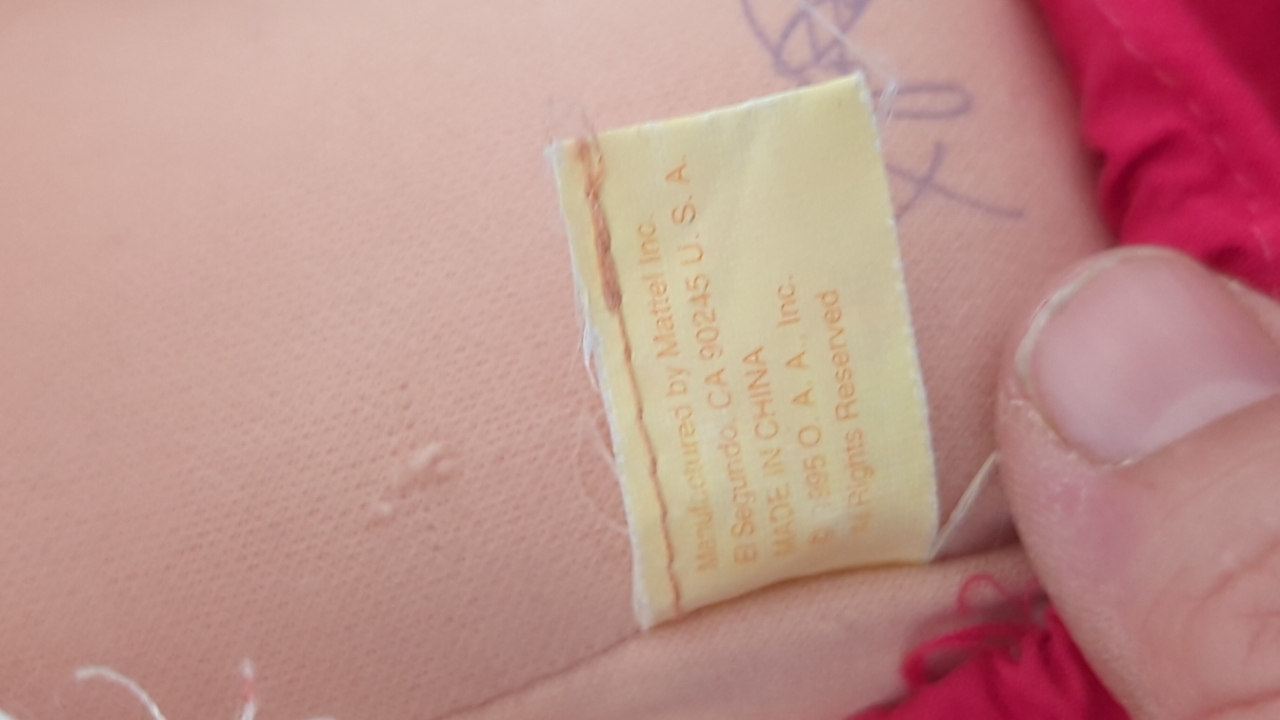 Manufactured by Mattel Inc.
El Segundo, CA 90245 U. S. A.
MADE IN CHINA
1995 O. A. A., Inc.
All Rights Reserved